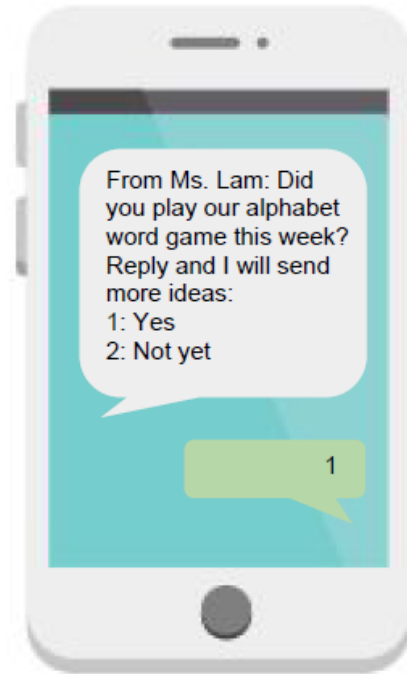 From Ms. Lam: Did
you play our alphabet
word game this week?
Reply and I will send
more ideas:
1: Yes
2: Not yet
1